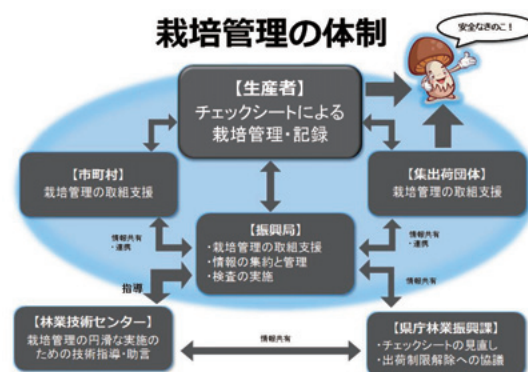 栽培管理の体制
安全なきのこ！
【生産者】
チェックシートによる
栽培管理・記録
【市町村】
栽培管理の取組支援
【集出荷団体】
栽培管理の取組支援
【振興局】
・栽培管理の取組支援
・情報の集約と管理
・検査の実施
情報共有
・連携
情報共有
・連携
指導
情報共有
【林業技術センター】
栽培管理の円滑な実施の
ための技術指導・助言
情報共有
【県庁林業振興課】
・チェックシートの見直し
・出荷制限解除への協議